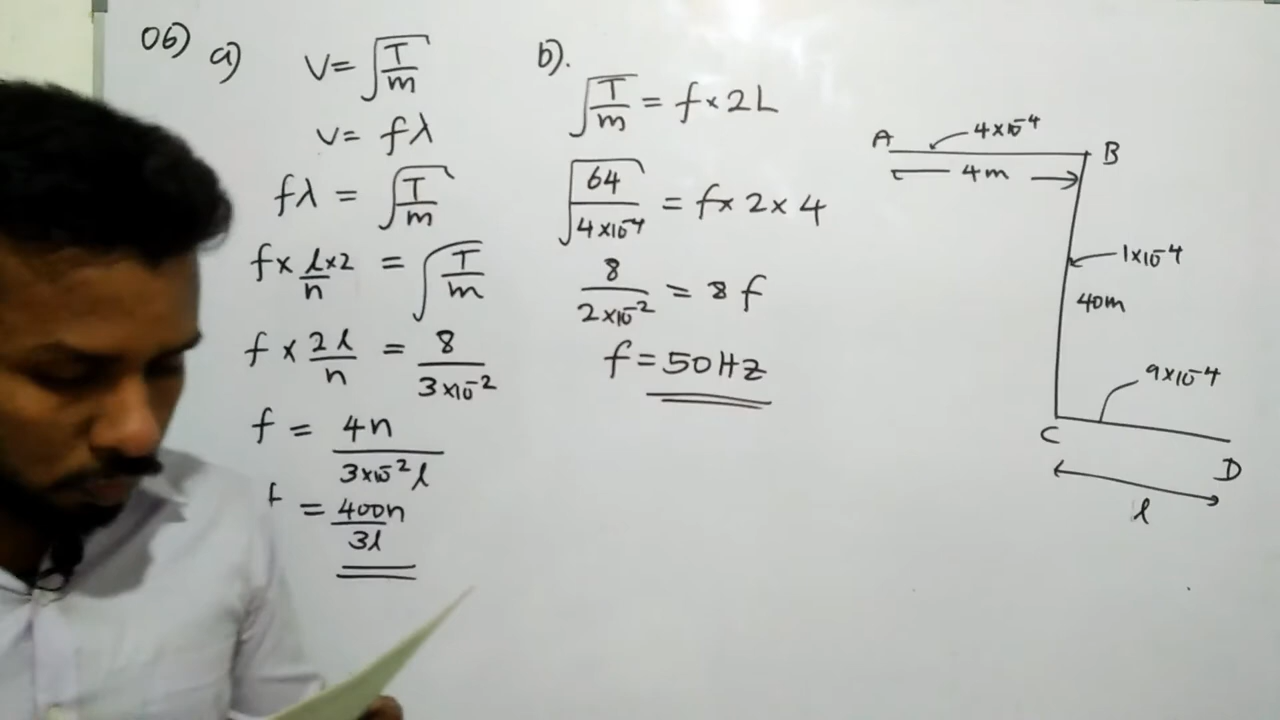 06) a)
V = √(T/m)
v = fλ
fλ = √(T/m)
f × (l×2)/n = √(T/m)
f × 2l/n = 8/(3×10⁻²)
f = 4n/(3×10⁻² l)
f = 400n/3l
b).
√(T/m) = f × 2L
√(64/(4×10⁻⁴)) = f × 2 × 4
8/(2×10⁻²) = 8f
f = 50Hz
A 4×10⁻⁴ B
4m
1×10⁻⁴
40m
9×10⁻⁴
C D
l